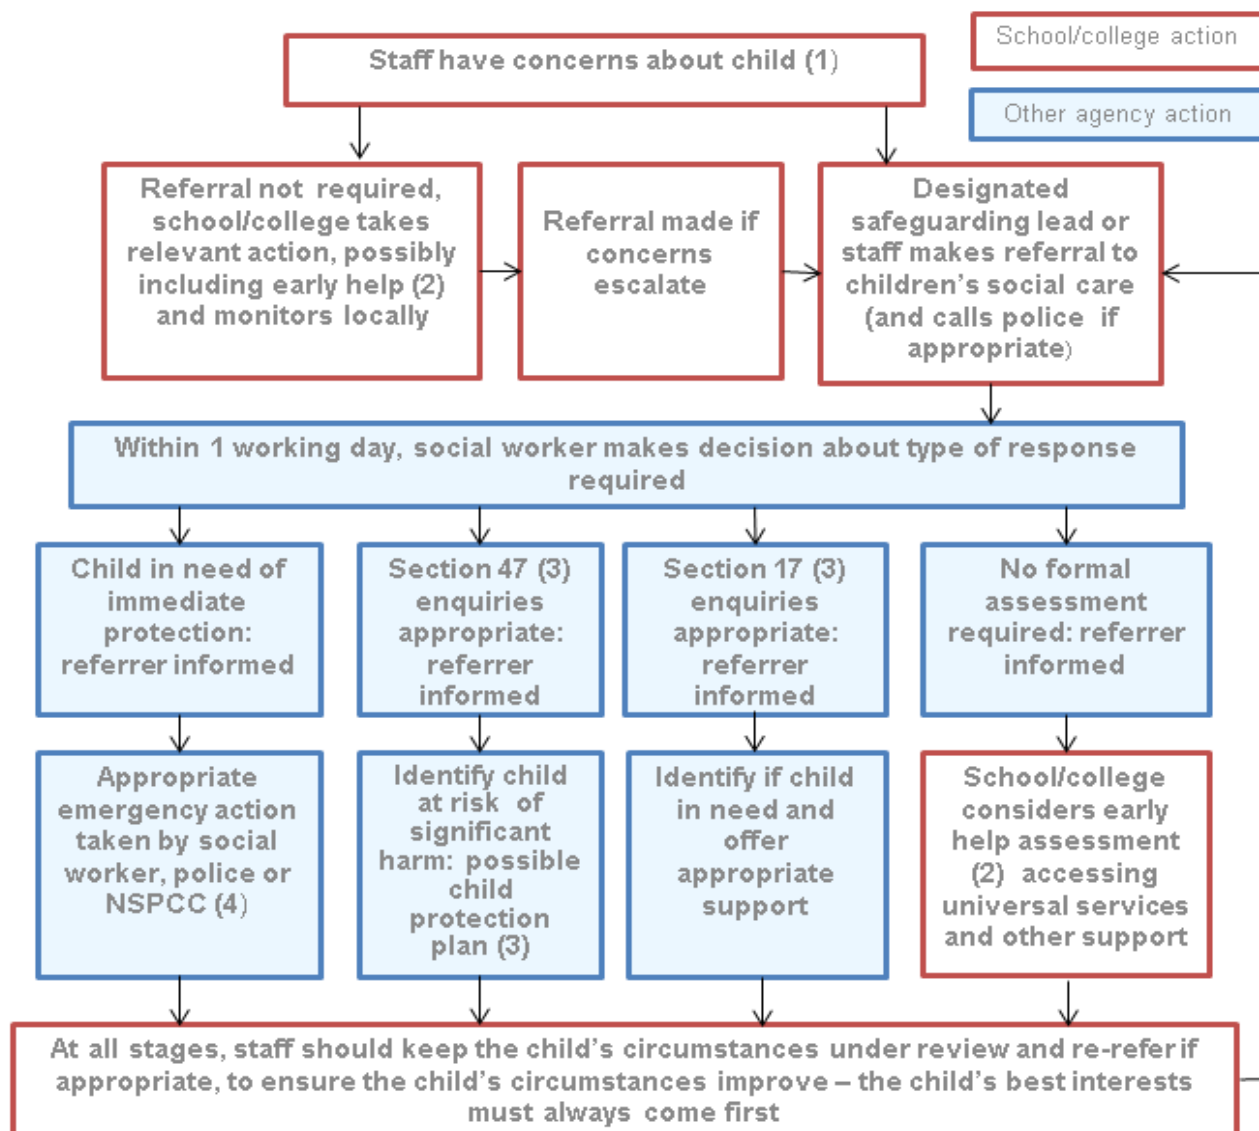 School/college action
Staff have concerns about child (1)
Other agency action
Referral not required,
school/college takes
relevant action, possibly
including early help (2)
and monitors locally
Referral made if
concerns
escalate
Designated
safeguarding lead or
staff makes referral to
children’s social care
(and calls police if
appropriate)
Within 1 working day, social worker makes decision about type of response
required
Child in need of
immediate
protection:
referrer informed
Section 47 (3)
enquiries
appropriate:
referrer
informed
Section 17 (3)
enquiries
appropriate:
referrer
informed
No formal
assessment
required: referrer
informed
Appropriate
emergency action
taken by social
worker, police or
NSPCC (4)
Identify child
at risk of
significant
harm: possible
child
protection
plan (3)
Identify if child
in need and
offer
appropriate
support
School/college
considers early
help assessment
(2) accessing
universal services
and other support
At all stages, staff should keep the child’s circumstances under review and re-refer if
appropriate, to ensure the child’s circumstances improve – the child’s best interests
must always come first